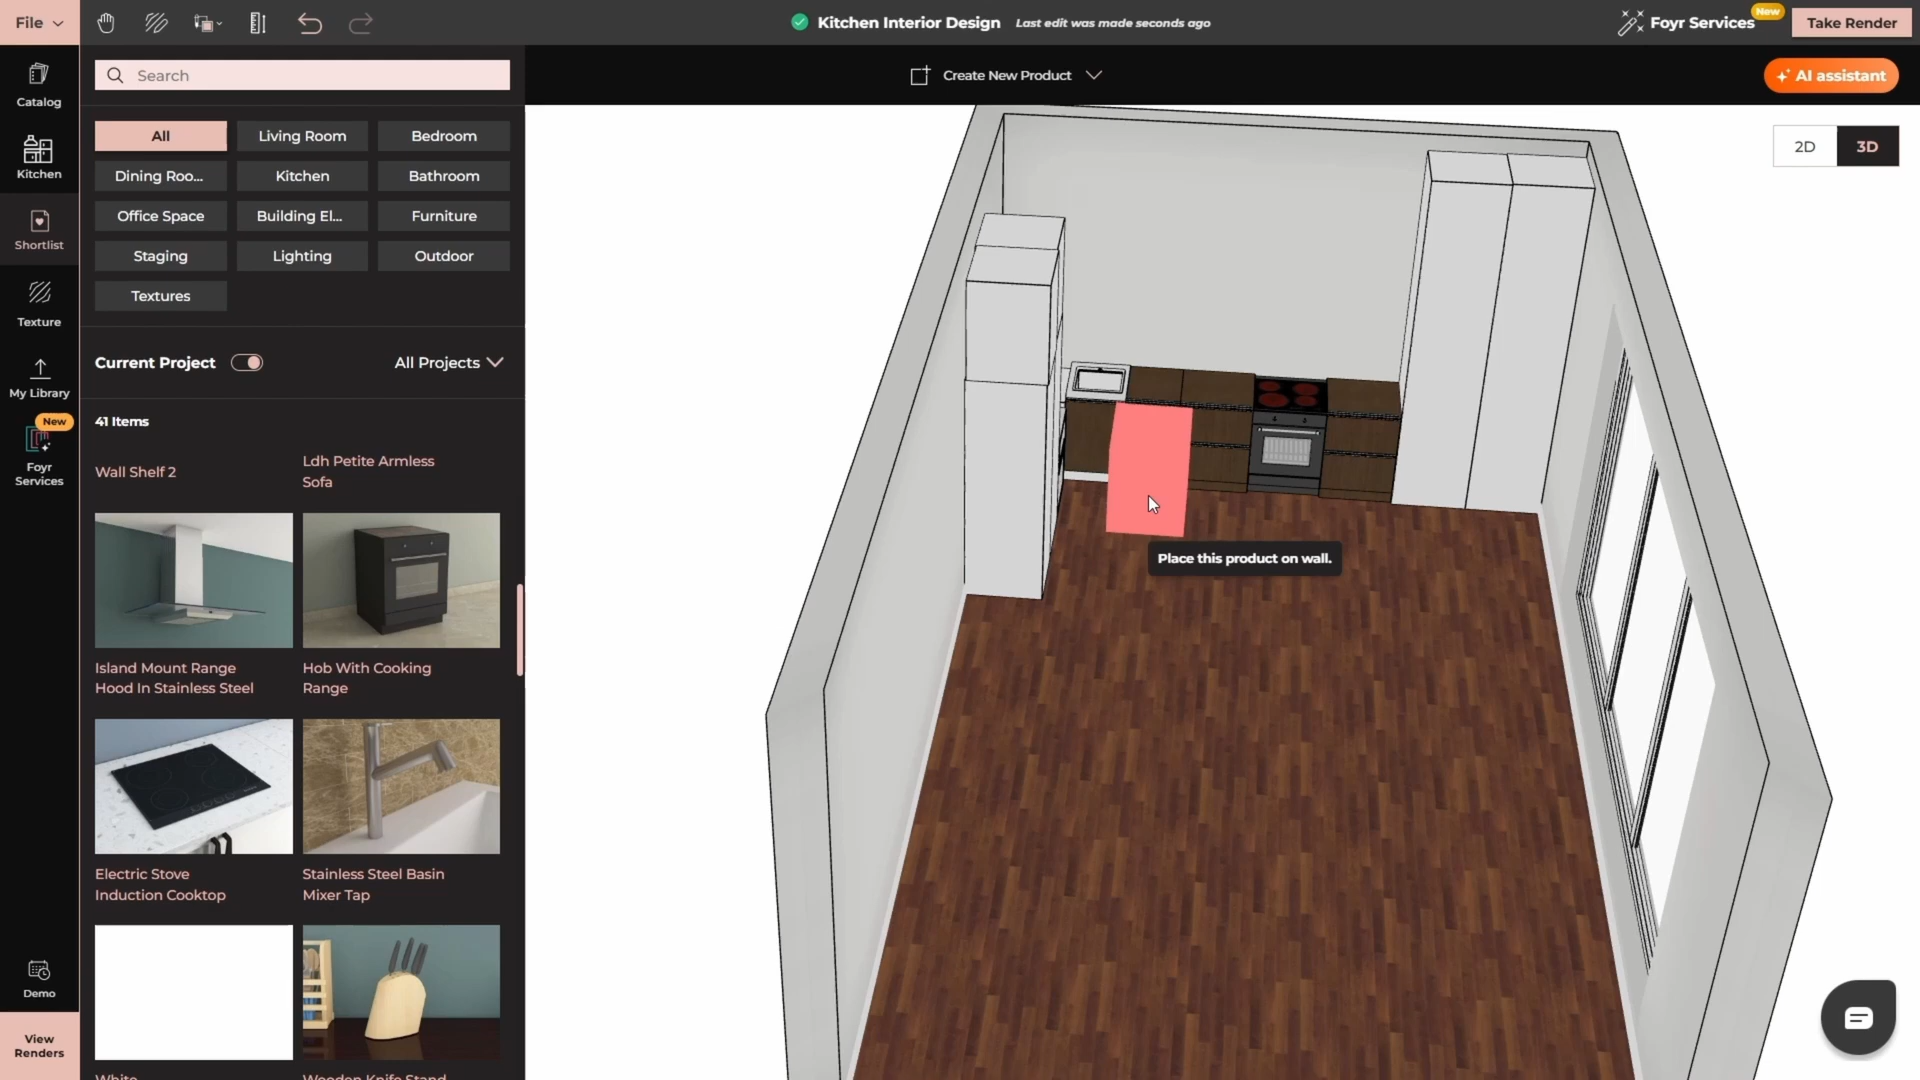 File
Kitchen Interior Design
Last edit was made seconds ago
Foyr Services
New
Take Render
Search
Create New Product
AI assistant
2D
3D
Catalog
Kitchen
Shortlist
Texture
My Library
New
Foyr
Services
Demo
View
Renders
All
Living Room
Bedroom
Dining Roo...
Kitchen
Bathroom
Office Space
Building El...
Furniture
Staging
Lighting
Outdoor
Textures
Current Project
All Projects
41 Items
Wall Shelf 2
Ldh Petite Armless
Sofa
Island Mount Range
Hood In Stainless Steel
Hob With Cooking
Range
Electric Stove
Induction Cooktop
Stainless Steel Basin
Mixer Tap
White
Wooden Knife Stand
Place this product on wall.